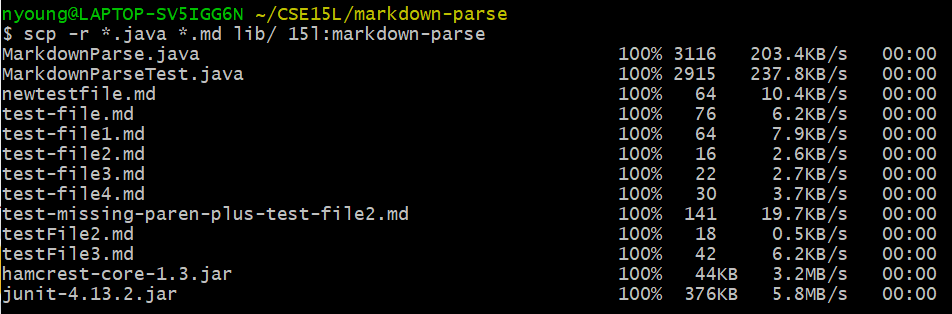 nyoung@LAPTOP-SV5IGG6N ~/CSE15L/markdown-parse
$ scp -r *.java *.md lib/ 15l:markdown-parse
MarkdownParse.java 100% 3116 203.4KB/s 00:00
MarkdownParseTest.java 100% 2915 237.8KB/s 00:00
newtestfile.md 100% 64 10.4KB/s 00:00
test-file.md 100% 76 6.2KB/s 00:00
test-file1.md 100% 64 7.9KB/s 00:00
test-file2.md 100% 16 2.6KB/s 00:00
test-file3.md 100% 22 2.7KB/s 00:00
test-file4.md 100% 30 3.7KB/s 00:00
test-missing-paren-plus-test-file2.md 100% 141 19.7KB/s 00:00
testFile2.md 100% 18 0.5KB/s 00:00
testFile3.md 100% 42 6.2KB/s 00:00
hamcrest-core-1.3.jar 100% 44KB 3.2MB/s 00:00
junit-4.13.2.jar 100% 376KB 5.8MB/s 00:00